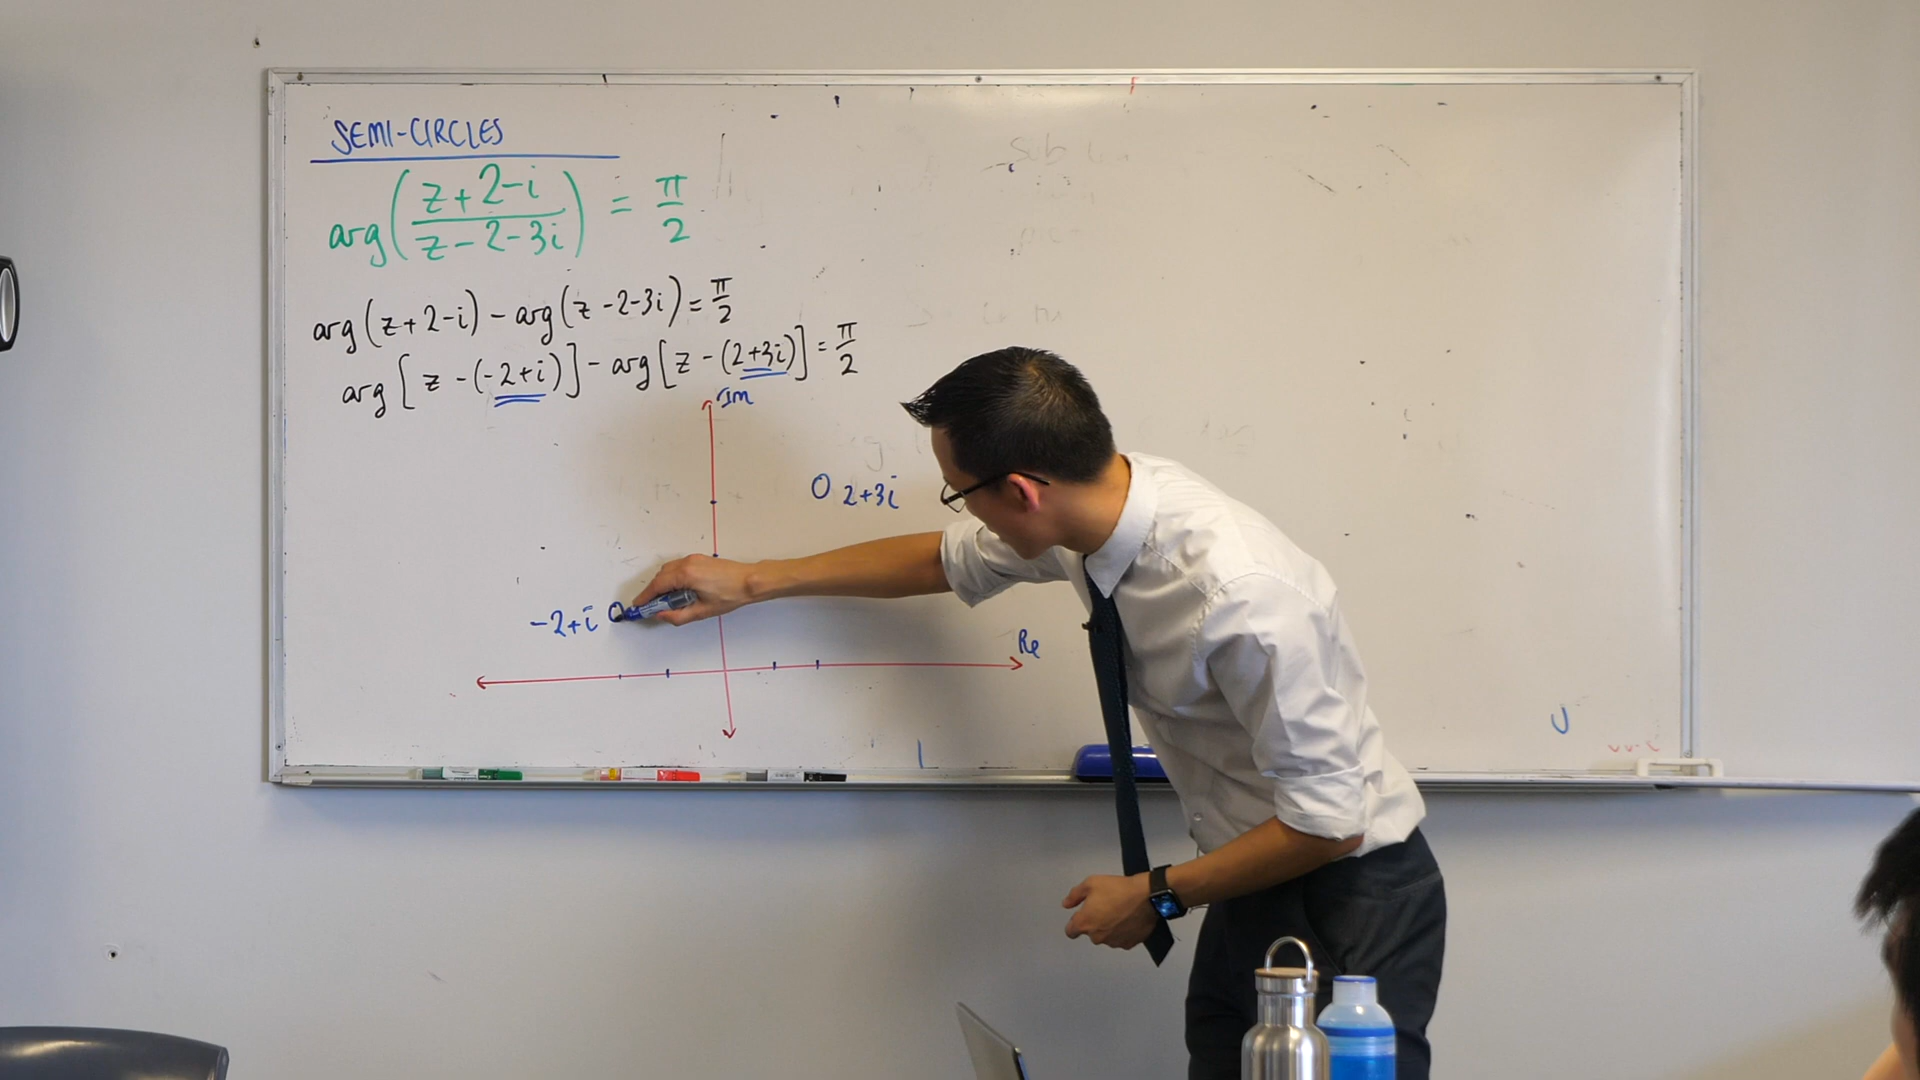 SEMI-CIRCLES
arg((z+2-i)/(z-2-3i)) = π/2
arg(z+2-i) - arg(z-2-3i) = π/2
arg[z-(-2+i)] - arg[z-(2+3i)] = π/2
Im
2+3i
-2+i
Re